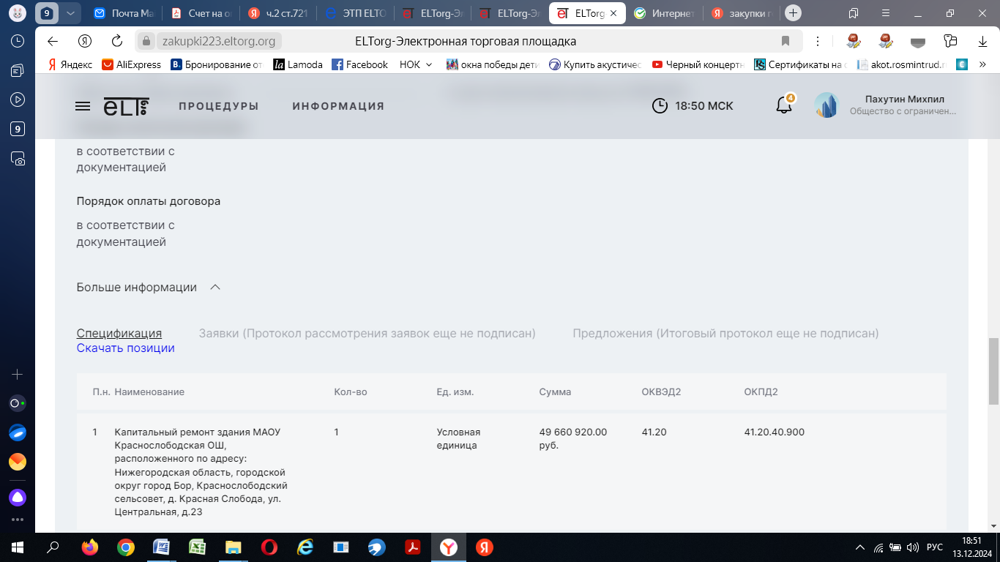 9
Почта Ма
Счет на оп
ч.2 ст.721
ЭТП ELTO
ELTorg-Эл
ELTorg-Эл
ELTorg
Интернет
закупки г
zakupki223.eltorg.org
ELTorg-Электронная торговая площадка
Яндекс
AliExpress
Бронирование от
Lamoda
Facebook
НОК
окна победы дети
Купить акустичес
Черный концертн
Сертификаты на с
akot.rosmintrud.r
9
eLT
ПРОЦЕДУРЫ
ИНФОРМАЦИЯ
18:50 МСК
4
Пахутин Михпил
Общество с ограничен...
в соответствии с
документацией
Порядок оплаты договора
в соответствии с
документацией
Больше информации
Спецификация
Заявки (Протокол рассмотрения заявок еще не подписан)
Предложения (Итоговый протокол еще не подписан)
Скачать позиции
П.н.
Наименование
Кол-во
Ед. изм.
Сумма
ОКВЭД2
ОКПД2
1
Капитальный ремонт здания МАОУ
Краснослободская ОШ,
расположенного по адресу:
Нижегородская область, городской
округ город Бор, Краснослободский
сельсовет, д. Красная Слобода, ул.
Центральная, д.23
1
Условная
единица
49 660 920.00
руб.
41.20
41.20.40.900
РУС
18:51
13.12.2024